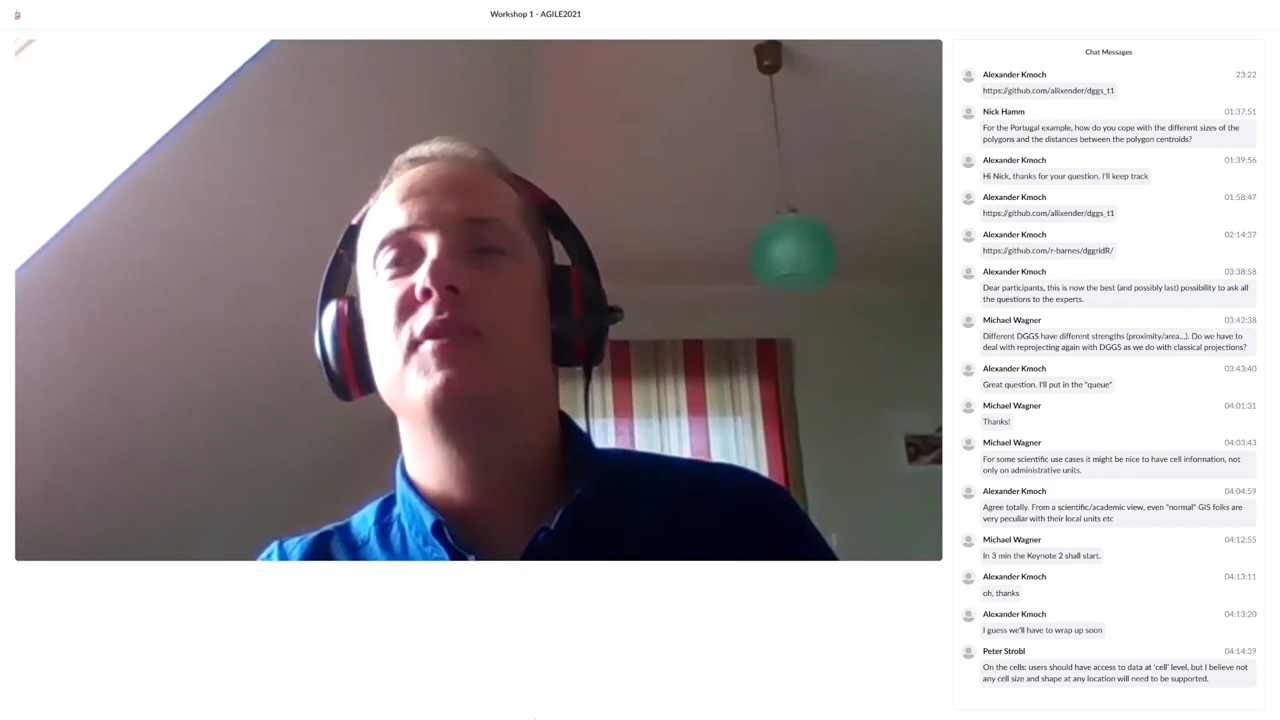 Workshop 1 - AGILE2021
Chat Messages
Alexander Kmoch 23:22
https://github.com/allixender/dggs_t1
Nick Hamm 01:37:51
For the Portugal example, how do you cope with the different sizes of the
polygons and the distances between the polygon centroids?
Alexander Kmoch 01:39:56
Hi Nick, thanks for your question. I'll keep track
Alexander Kmoch 01:58:47
https://github.com/allixender/dggs_t1
Alexander Kmoch 02:14:37
https://github.com/r-barnes/dggridR/
Alexander Kmoch 03:38:58
Dear participants, this is now the best (and possibly last) possibility to ask all
the questions to the experts.
Michael Wagner 03:42:38
Different DGGS have different strengths (proximity/area...). Do we have to
deal with reprojecting again with DGGS as we do with classical projections?
Alexander Kmoch 03:43:40
Great question. I'll put in the "queue"
Michael Wagner 04:01:31
Thanks!
Michael Wagner 04:03:43
For some scientific use cases it might be nice to have cell information, not
only on administrative units.
Alexander Kmoch 04:04:59
Agree totally. From a scientific/academic view, even "normal" GIS folks are
very peculiar with their local units etc
Michael Wagner 04:12:55
In 3 min the Keynote 2 shall start.
Alexander Kmoch 04:13:11
oh, thanks
Alexander Kmoch 04:13:20
I guess we'll have to wrap up soon
Peter Strobl 04:14:39
On the cells: users should have access to data at 'cell' level, but I believe not
any cell size and shape at any location will need to be supported.